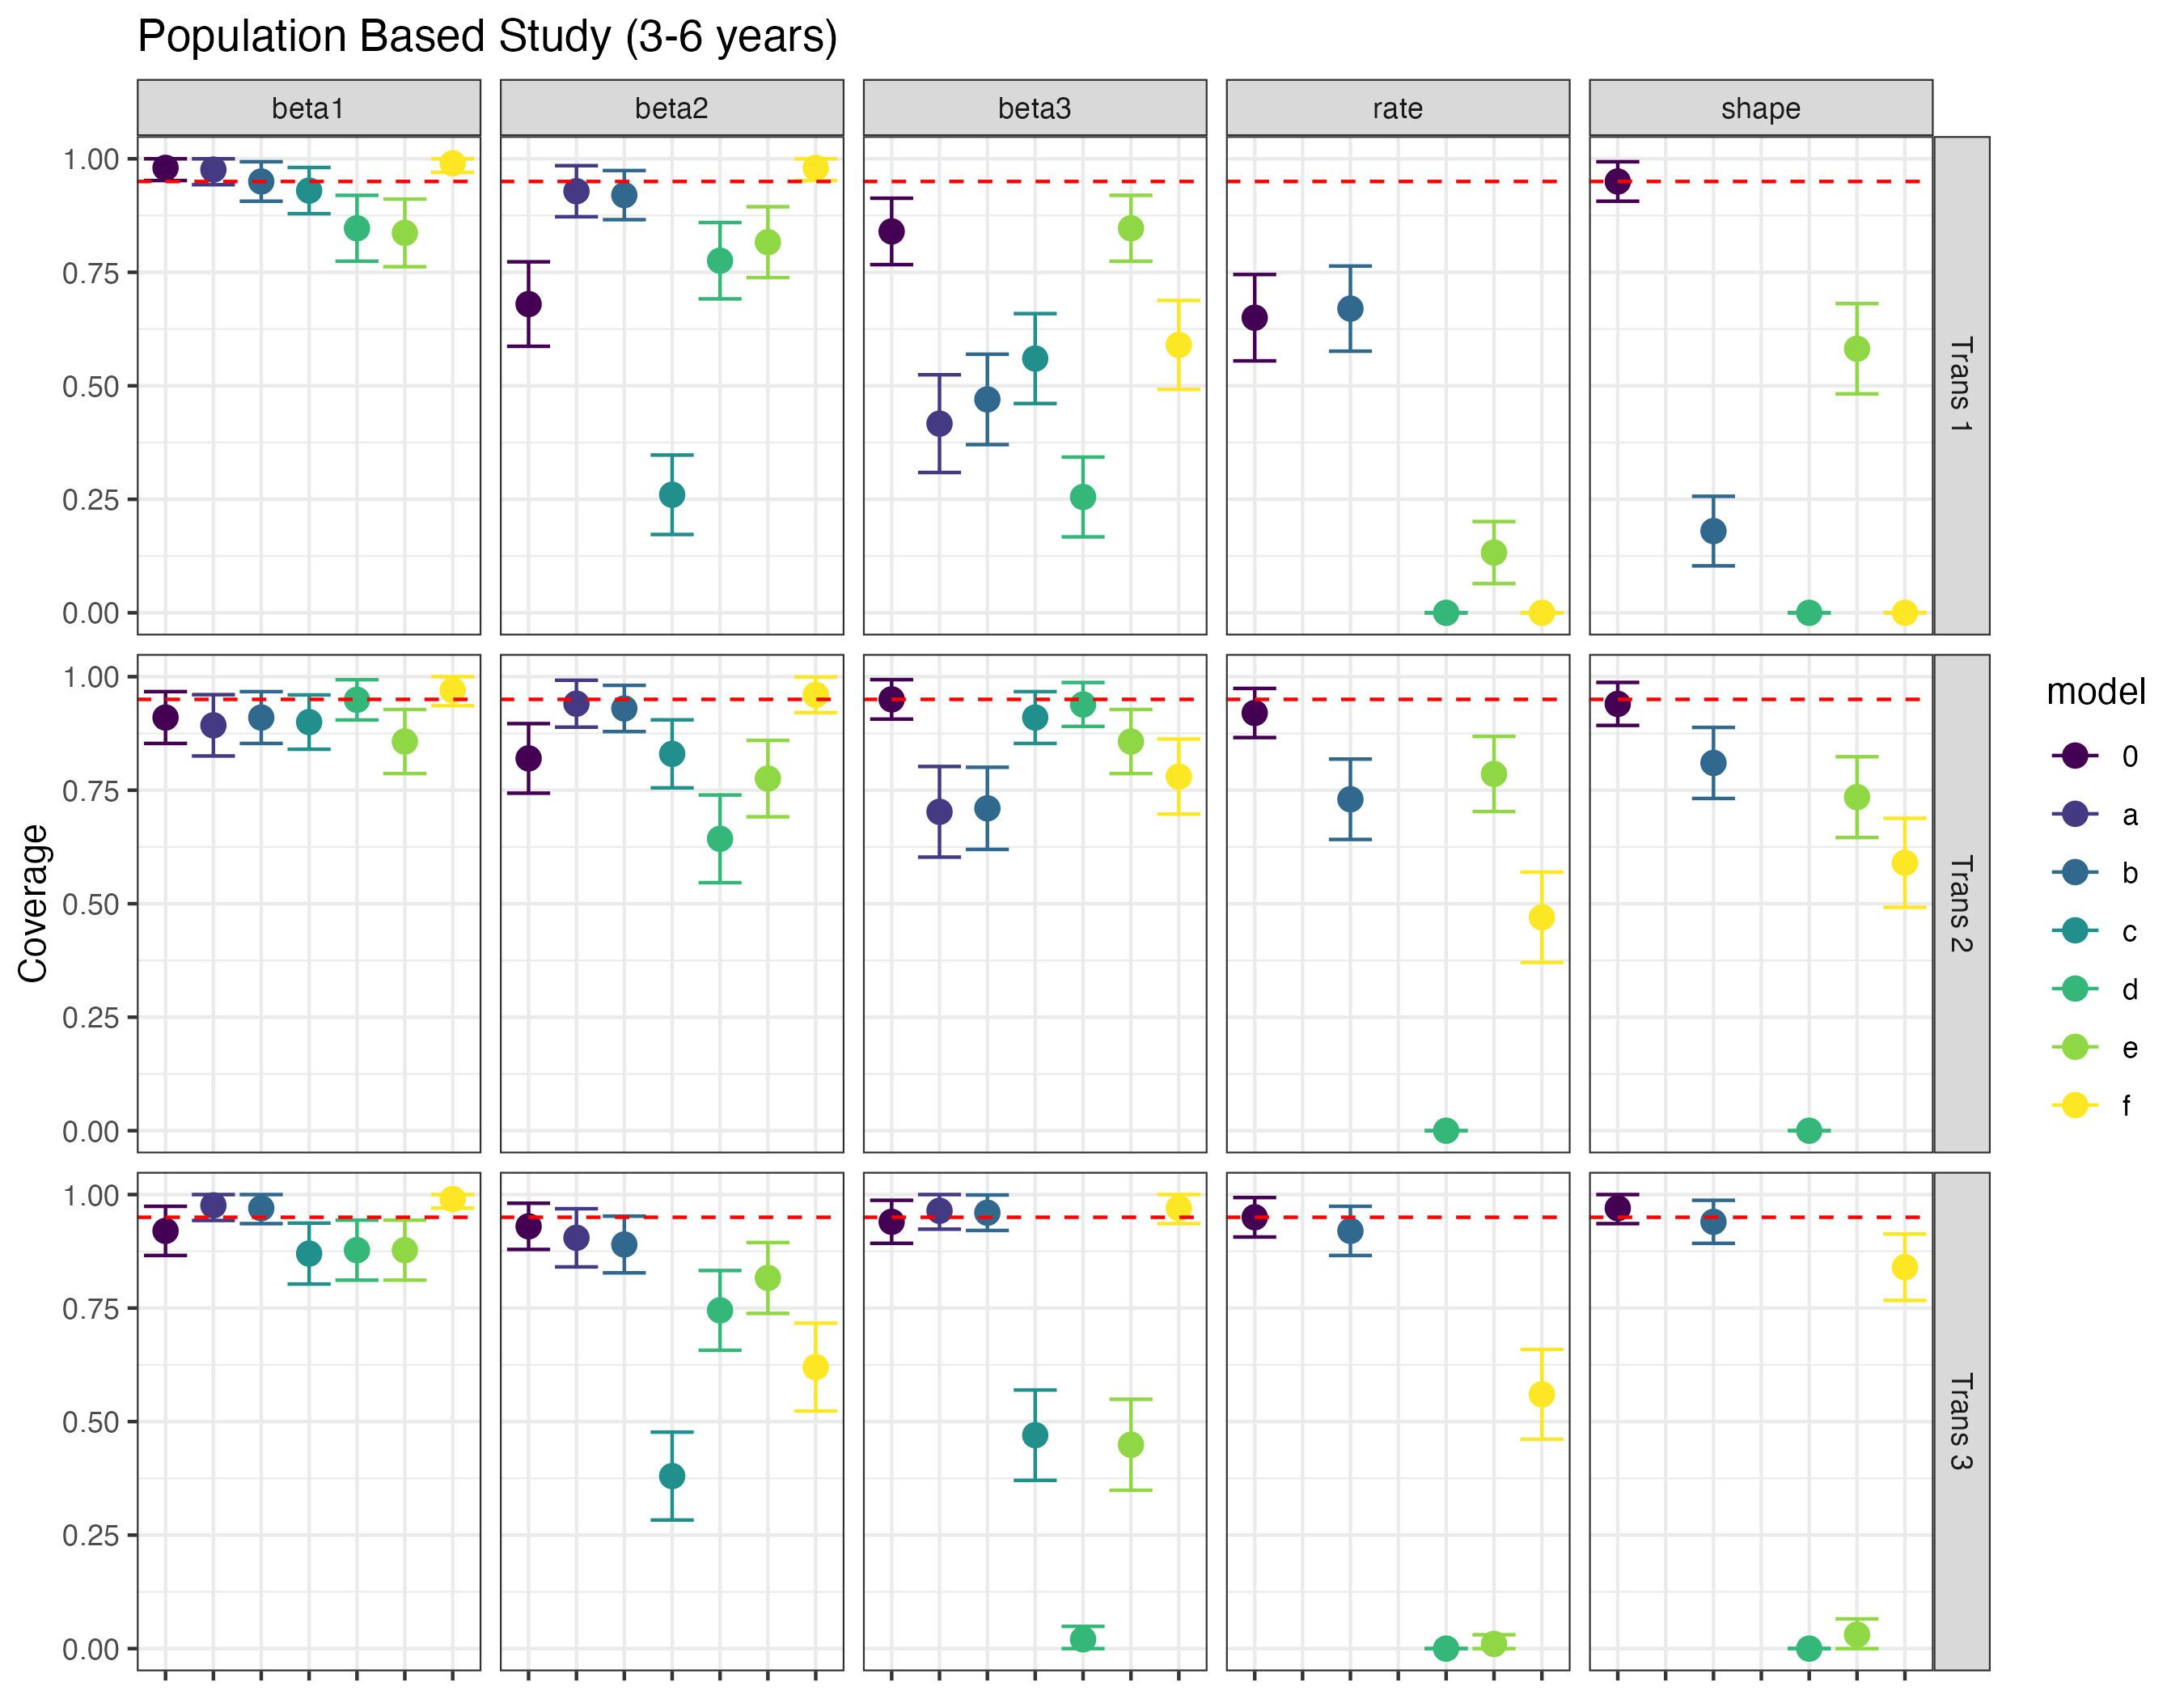 Population Based Study (3-6 years)
beta1 beta2 beta3 rate shape
1.00
0.75
0.50
0.25
0.00
Trans 1
1.00
0.75
0.50
0.25
0.00
Trans 2
1.00
0.75
0.50
0.25
0.00
Trans 3
Coverage
model
0
a
b
c
d
e
f